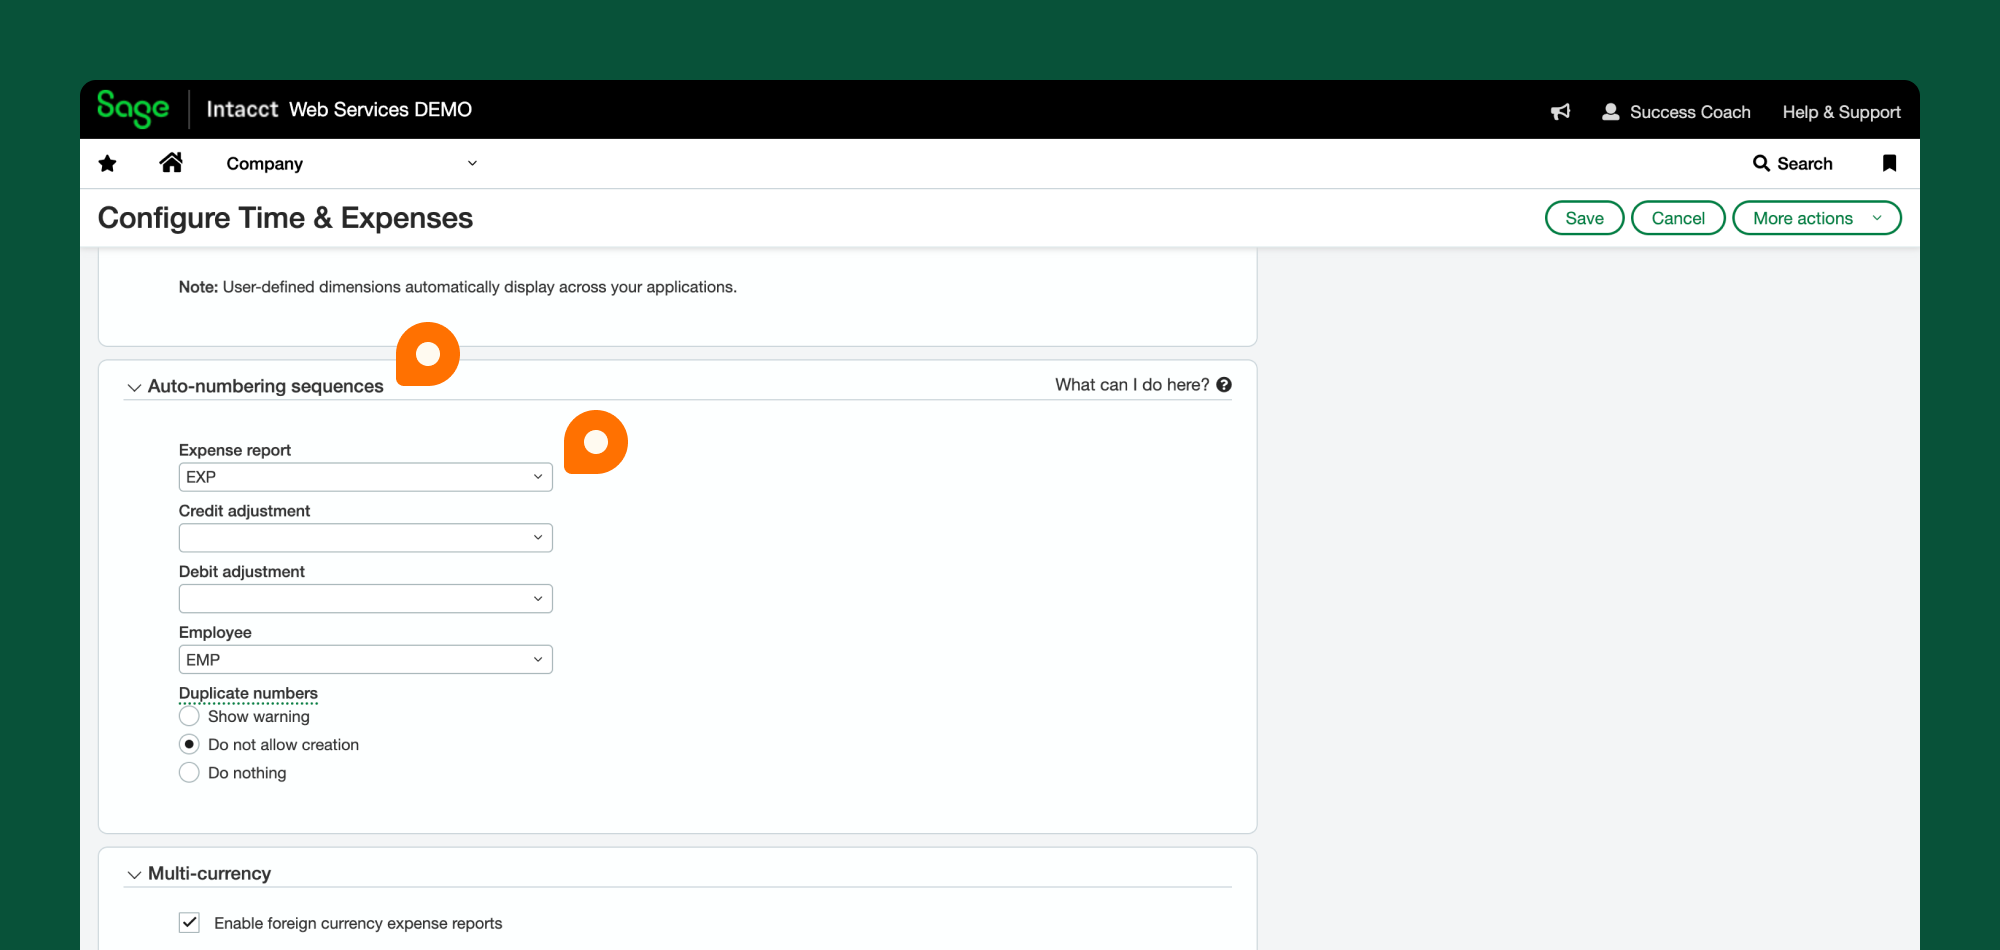 Sage Intacct Web Services DEMO
Success Coach
Help & Support
Company
Search
Configure Time & Expenses
Save
Cancel
More actions
Note: User-defined dimensions automatically display across your applications.
Auto-numbering sequences
What can I do here?
Expense report
EXP
Credit adjustment
Debit adjustment
Employee
EMP
Duplicate numbers
Show warning
Do not allow creation
Do nothing
Multi-currency
Enable foreign currency expense reports